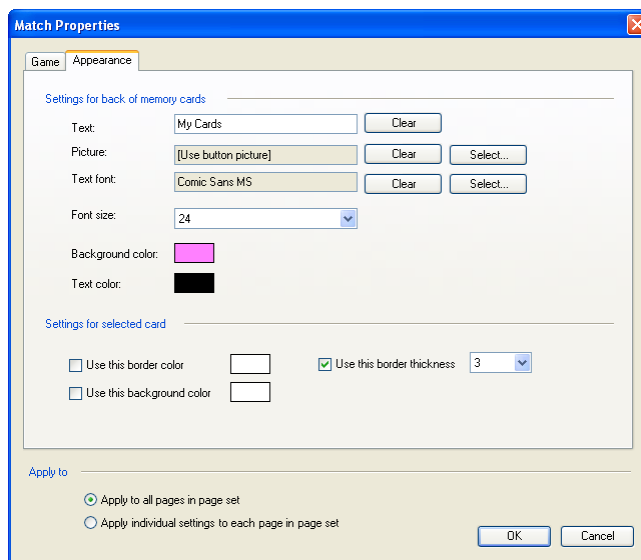 Match Properties
Game Appearance
Settings for back of memory cards
Text: My Cards Clear
Picture: [Use button picture] Clear Select...
Text font: Comic Sans MS Clear Select...
Font size: 24
Background color:
Text color:
Settings for selected card
Use this border color Use this border thickness 3
Use this background color
Apply to
Apply to all pages in page set
Apply individual settings to each page in page set
OK Cancel